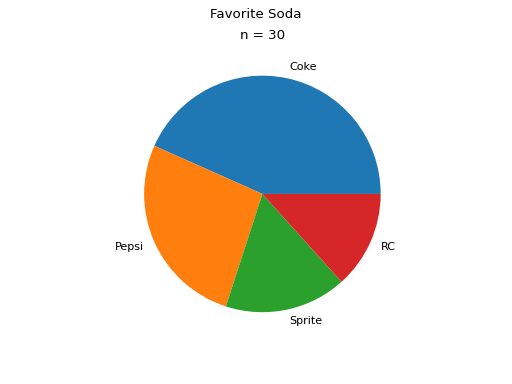 Favorite Soda
n = 30
Coke
Pepsi
RC
Sprite